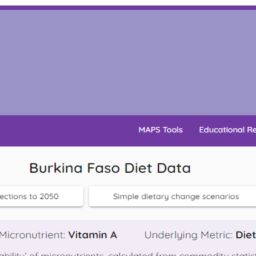 MAPS Tools Educational Re
Burkina Faso Diet Data
ections to 2050 Simple dietary change scenarios
Micronutrient: Vitamin A Underlying Metric: Diet
ability' of micronutrients, calculated from commodity statist